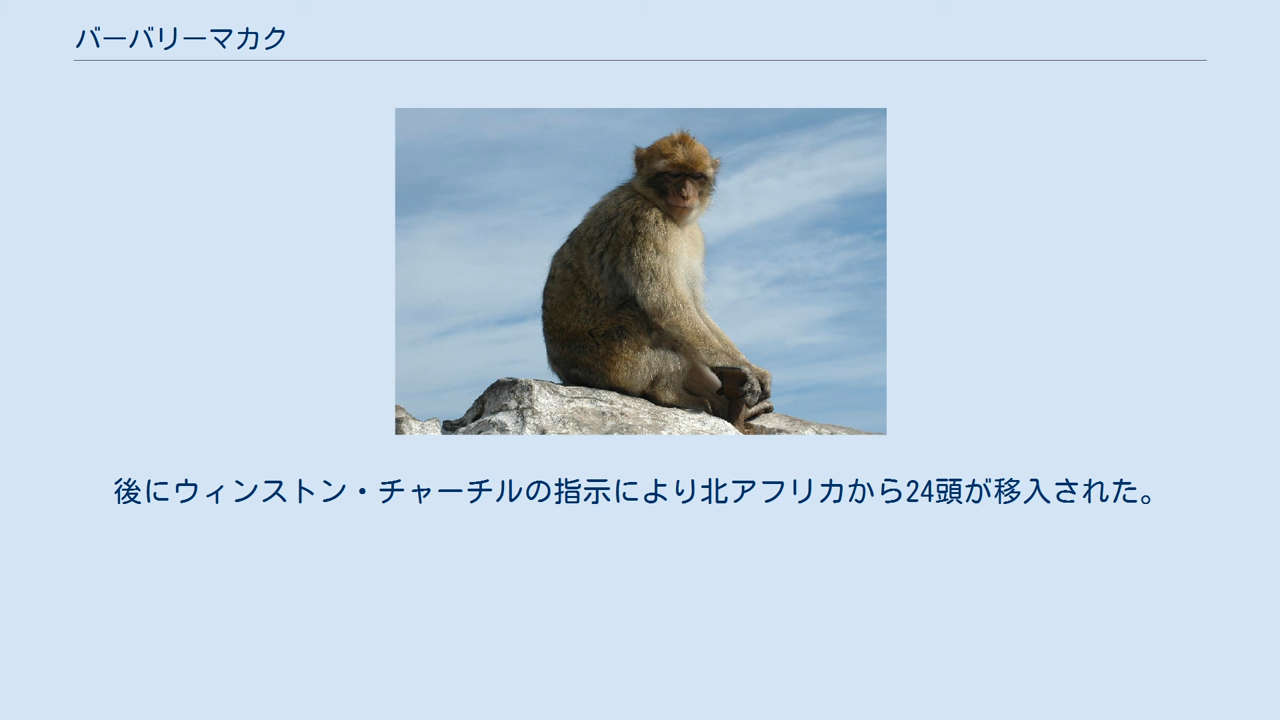 バーバリーマカク
後にウィンストン・チャーチルの指示により北アフリカから24頭が移入された。